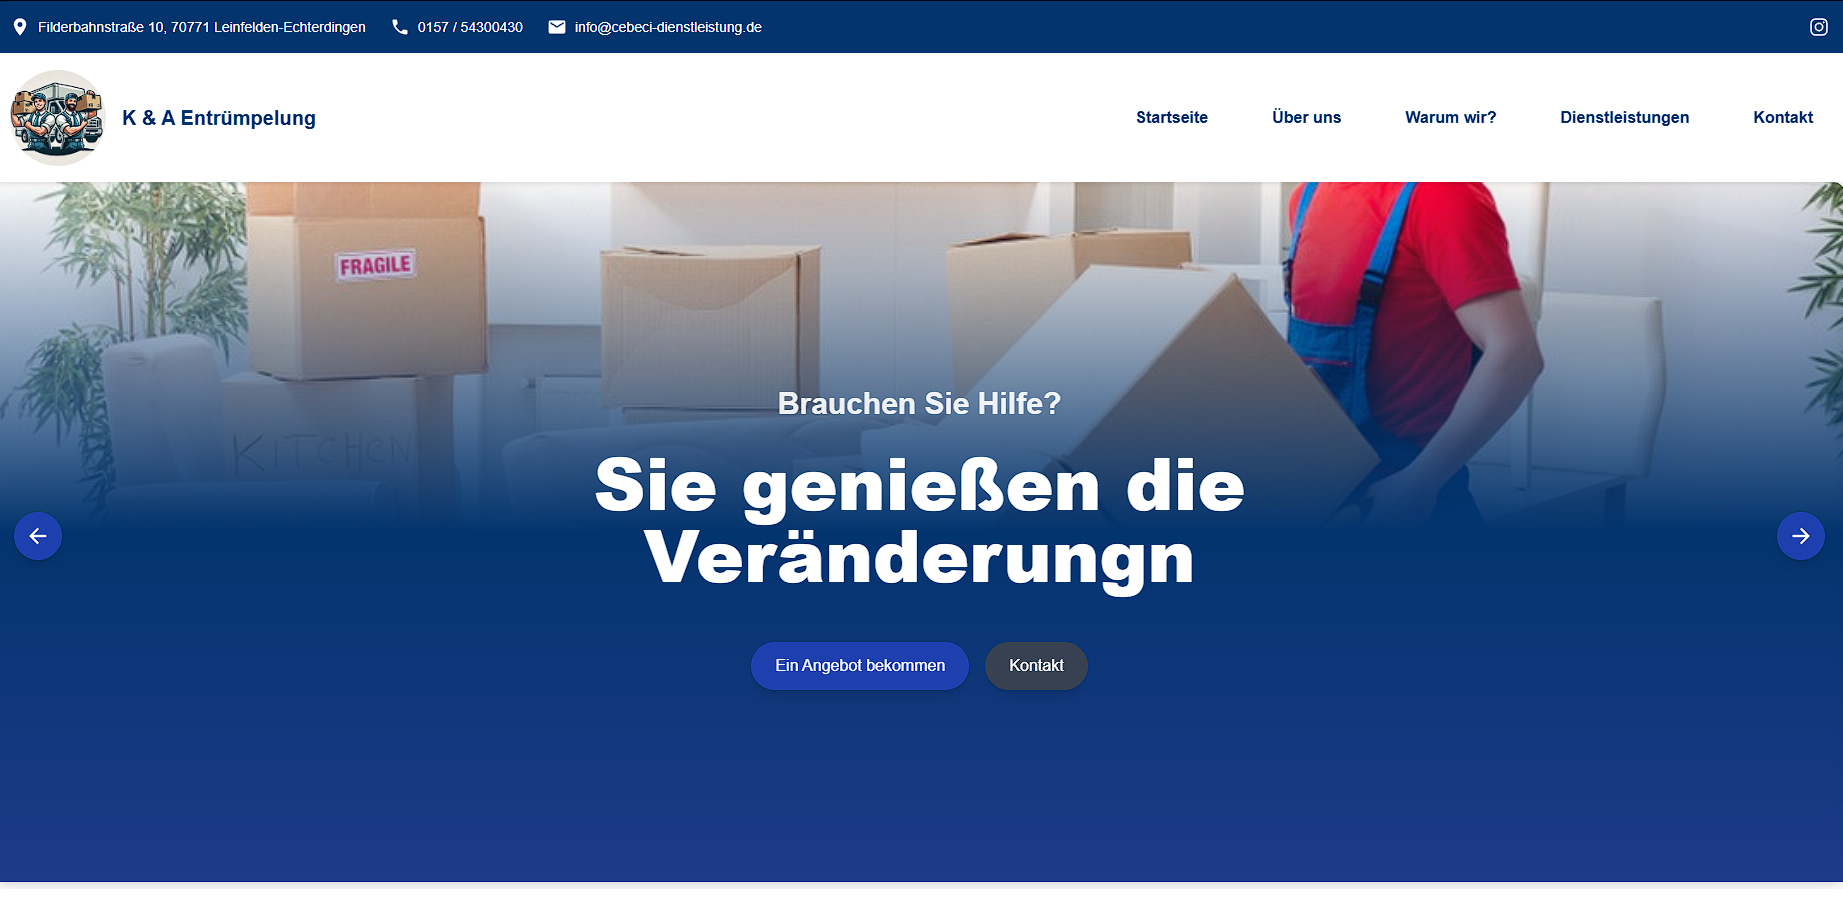 Filderbahnstraße 10, 70771 Leinfelden-Echterdingen
0157 / 54300430
info@cebeci-dienstleistung.de
K & A Entrümpelung
Startseite
Über uns
Warum wir?
Dienstleistungen
Kontakt
FRAGILE
KITCHEN
Brauchen Sie Hilfe?
Sie genießen die
Veränderungn
Ein Angebot bekommen
Kontakt